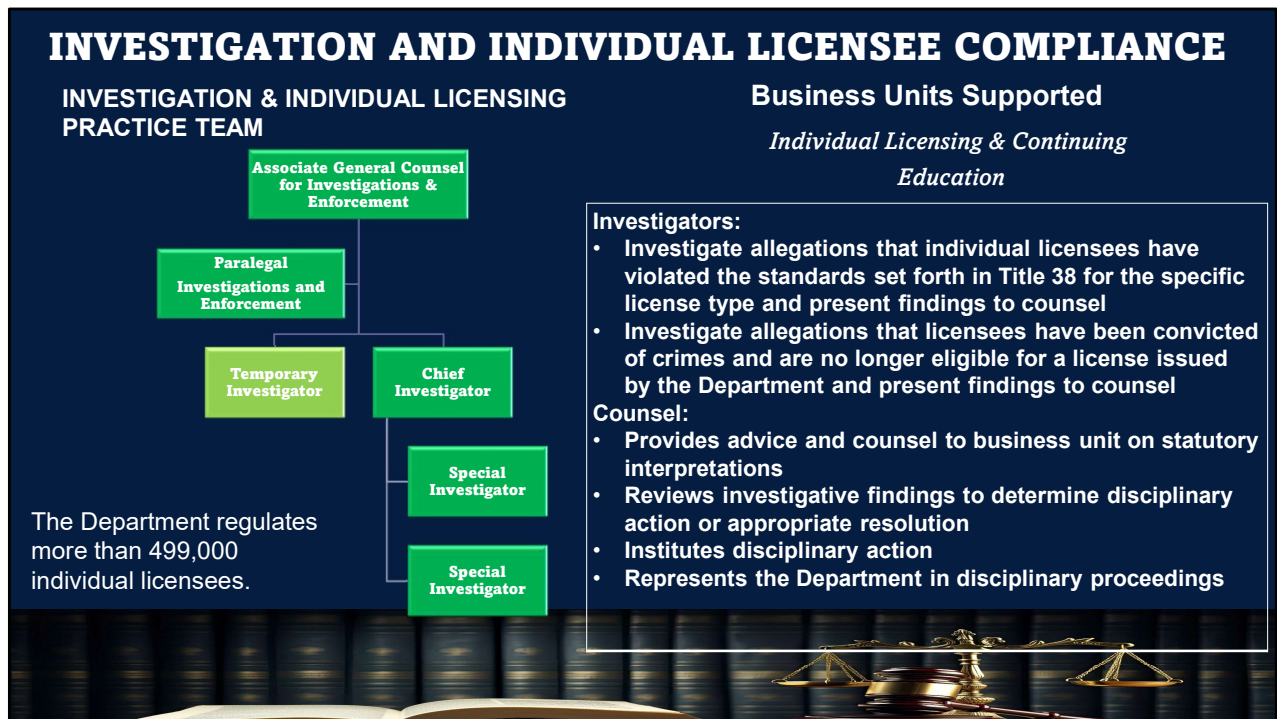 INVESTIGATION AND INDIVIDUAL LICENSEE COMPLIANCE
INVESTIGATION & INDIVIDUAL LICENSING
PRACTICE TEAM
Associate General Counsel
for Investigations &
Enforcement
Paralegal
Investigations and
Enforcement
Temporary
Investigator
Chief
Investigator
Special
Investigator
Special
Investigator
The Department regulates
more than 499,000
individual licensees.
Business Units Supported
Individual Licensing & Continuing
Education
Investigators:
• Investigate allegations that individual licensees have
violated the standards set forth in Title 38 for the specific
license type and present findings to counsel
• Investigate allegations that licensees have been convicted
of crimes and are no longer eligible for a license issued
by the Department and present findings to counsel
Counsel:
• Provides advice and counsel to business unit on statutory
interpretations
• Reviews investigative findings to determine disciplinary
action or appropriate resolution
• Institutes disciplinary action
• Represents the Department in disciplinary proceedings